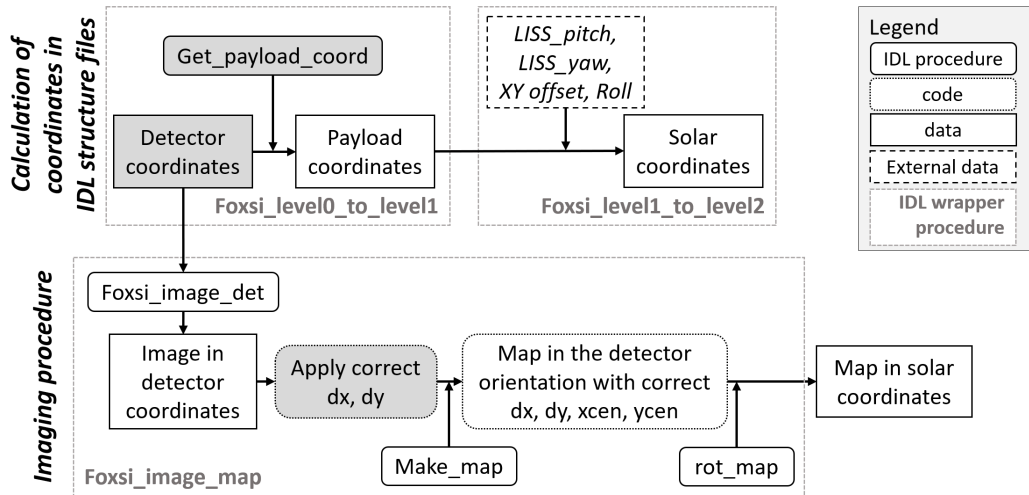 Calculation of
coordinates in
IDL structure files
Get_payload_coord
LISS_pitch,
LISS_yaw,
XY offset, Roll
Detector
coordinates
Payload
coordinates
Solar
coordinates
Foxsi_level0_to_level1
Foxsi_level1_to_level2
Legend
IDL procedure
code
data
External data
IDL wrapper
procedure
Imaging procedure
Foxsi_image_det
Image in
detector
coordinates
Apply correct
dx, dy
Map in the detector
orientation with correct
dx, dy, xcen, ycen
Map in solar
coordinates
Make_map
rot_map
Foxsi_image_map